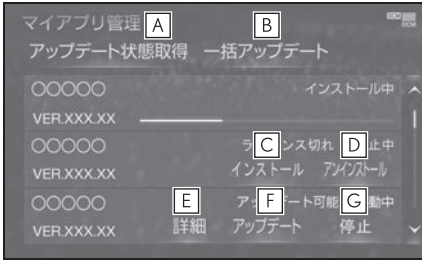 マイアプリ管理
A B
アップデート状態取得 一括アップデート
DCM
○○○○○ インストール中
VER.XXX.XX
○○○○○ ライセンス切れ 停止中
C D
VER.XXX.XX インストール アンインストール
○○○○○ アップデート可能 起動中
E F G
VER.XXX.XX 詳細 アップデート 停止